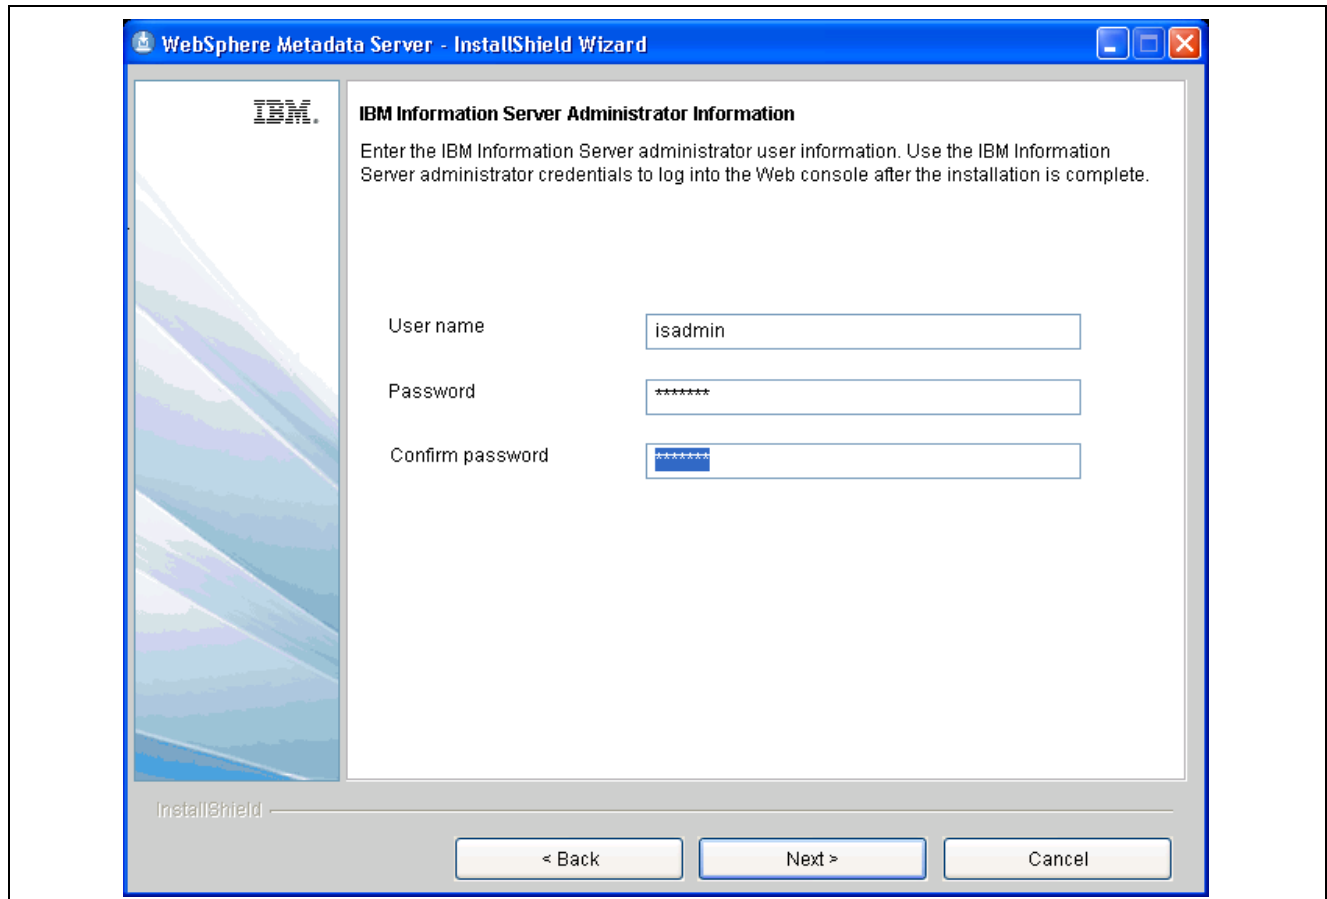 WebSphere Metadata Server - InstallShield Wizard
IBM.
IBM Information Server Administrator Information
Enter the IBM Information Server administrator user information. Use the IBM Information
Server administrator credentials to log into the Web console after the installation is complete.
User name
isadmin
Password
*******
Confirm password
*******
InstallShield
< Back
Next >
Cancel